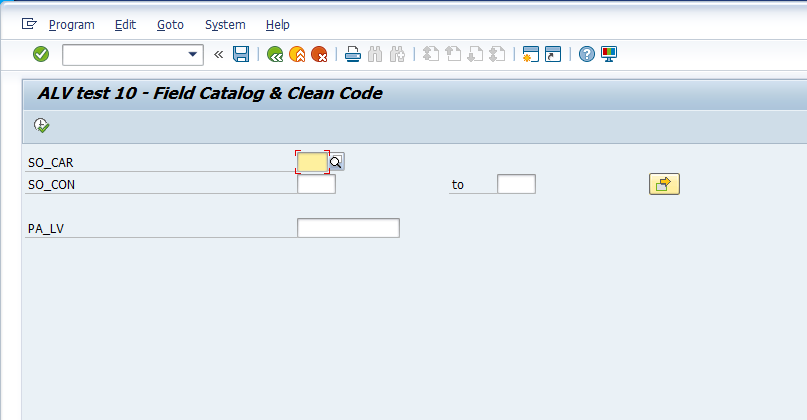 Program Edit Goto System Help
ALV test 10 - Field Catalog & Clean Code
SO_CAR
SO_CON to
PA_LV